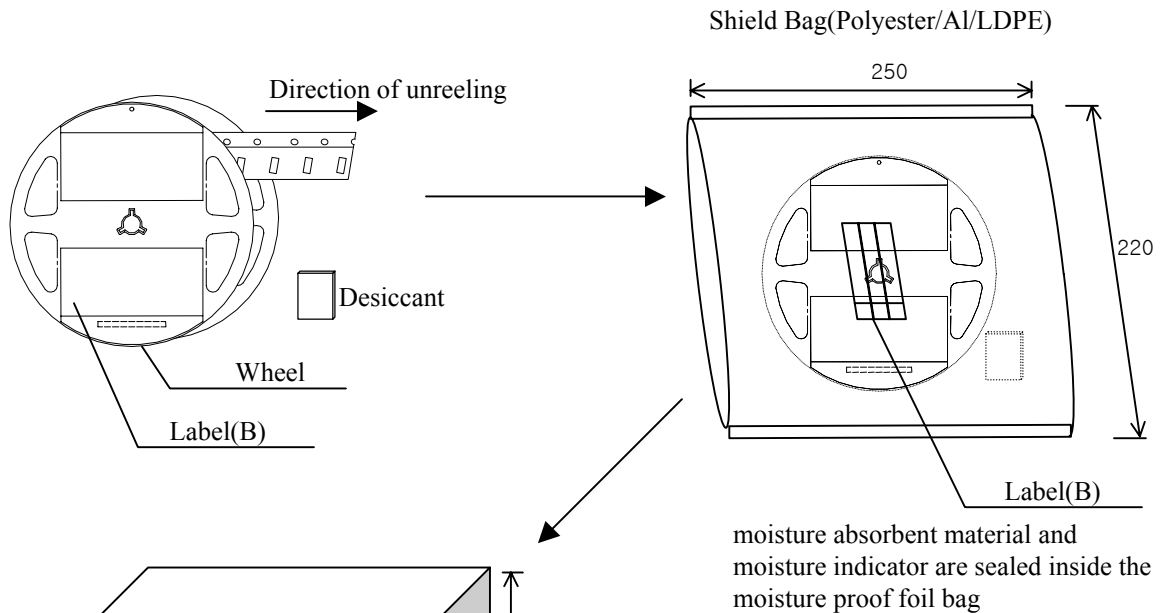 Shield Bag(Polyester/Al/LDPE)
250
Direction of unreeling
220
Desiccant
Wheel
Label(B)
Label(B)
moisture absorbent material and
moisture indicator are sealed inside the
moisture proof foil bag